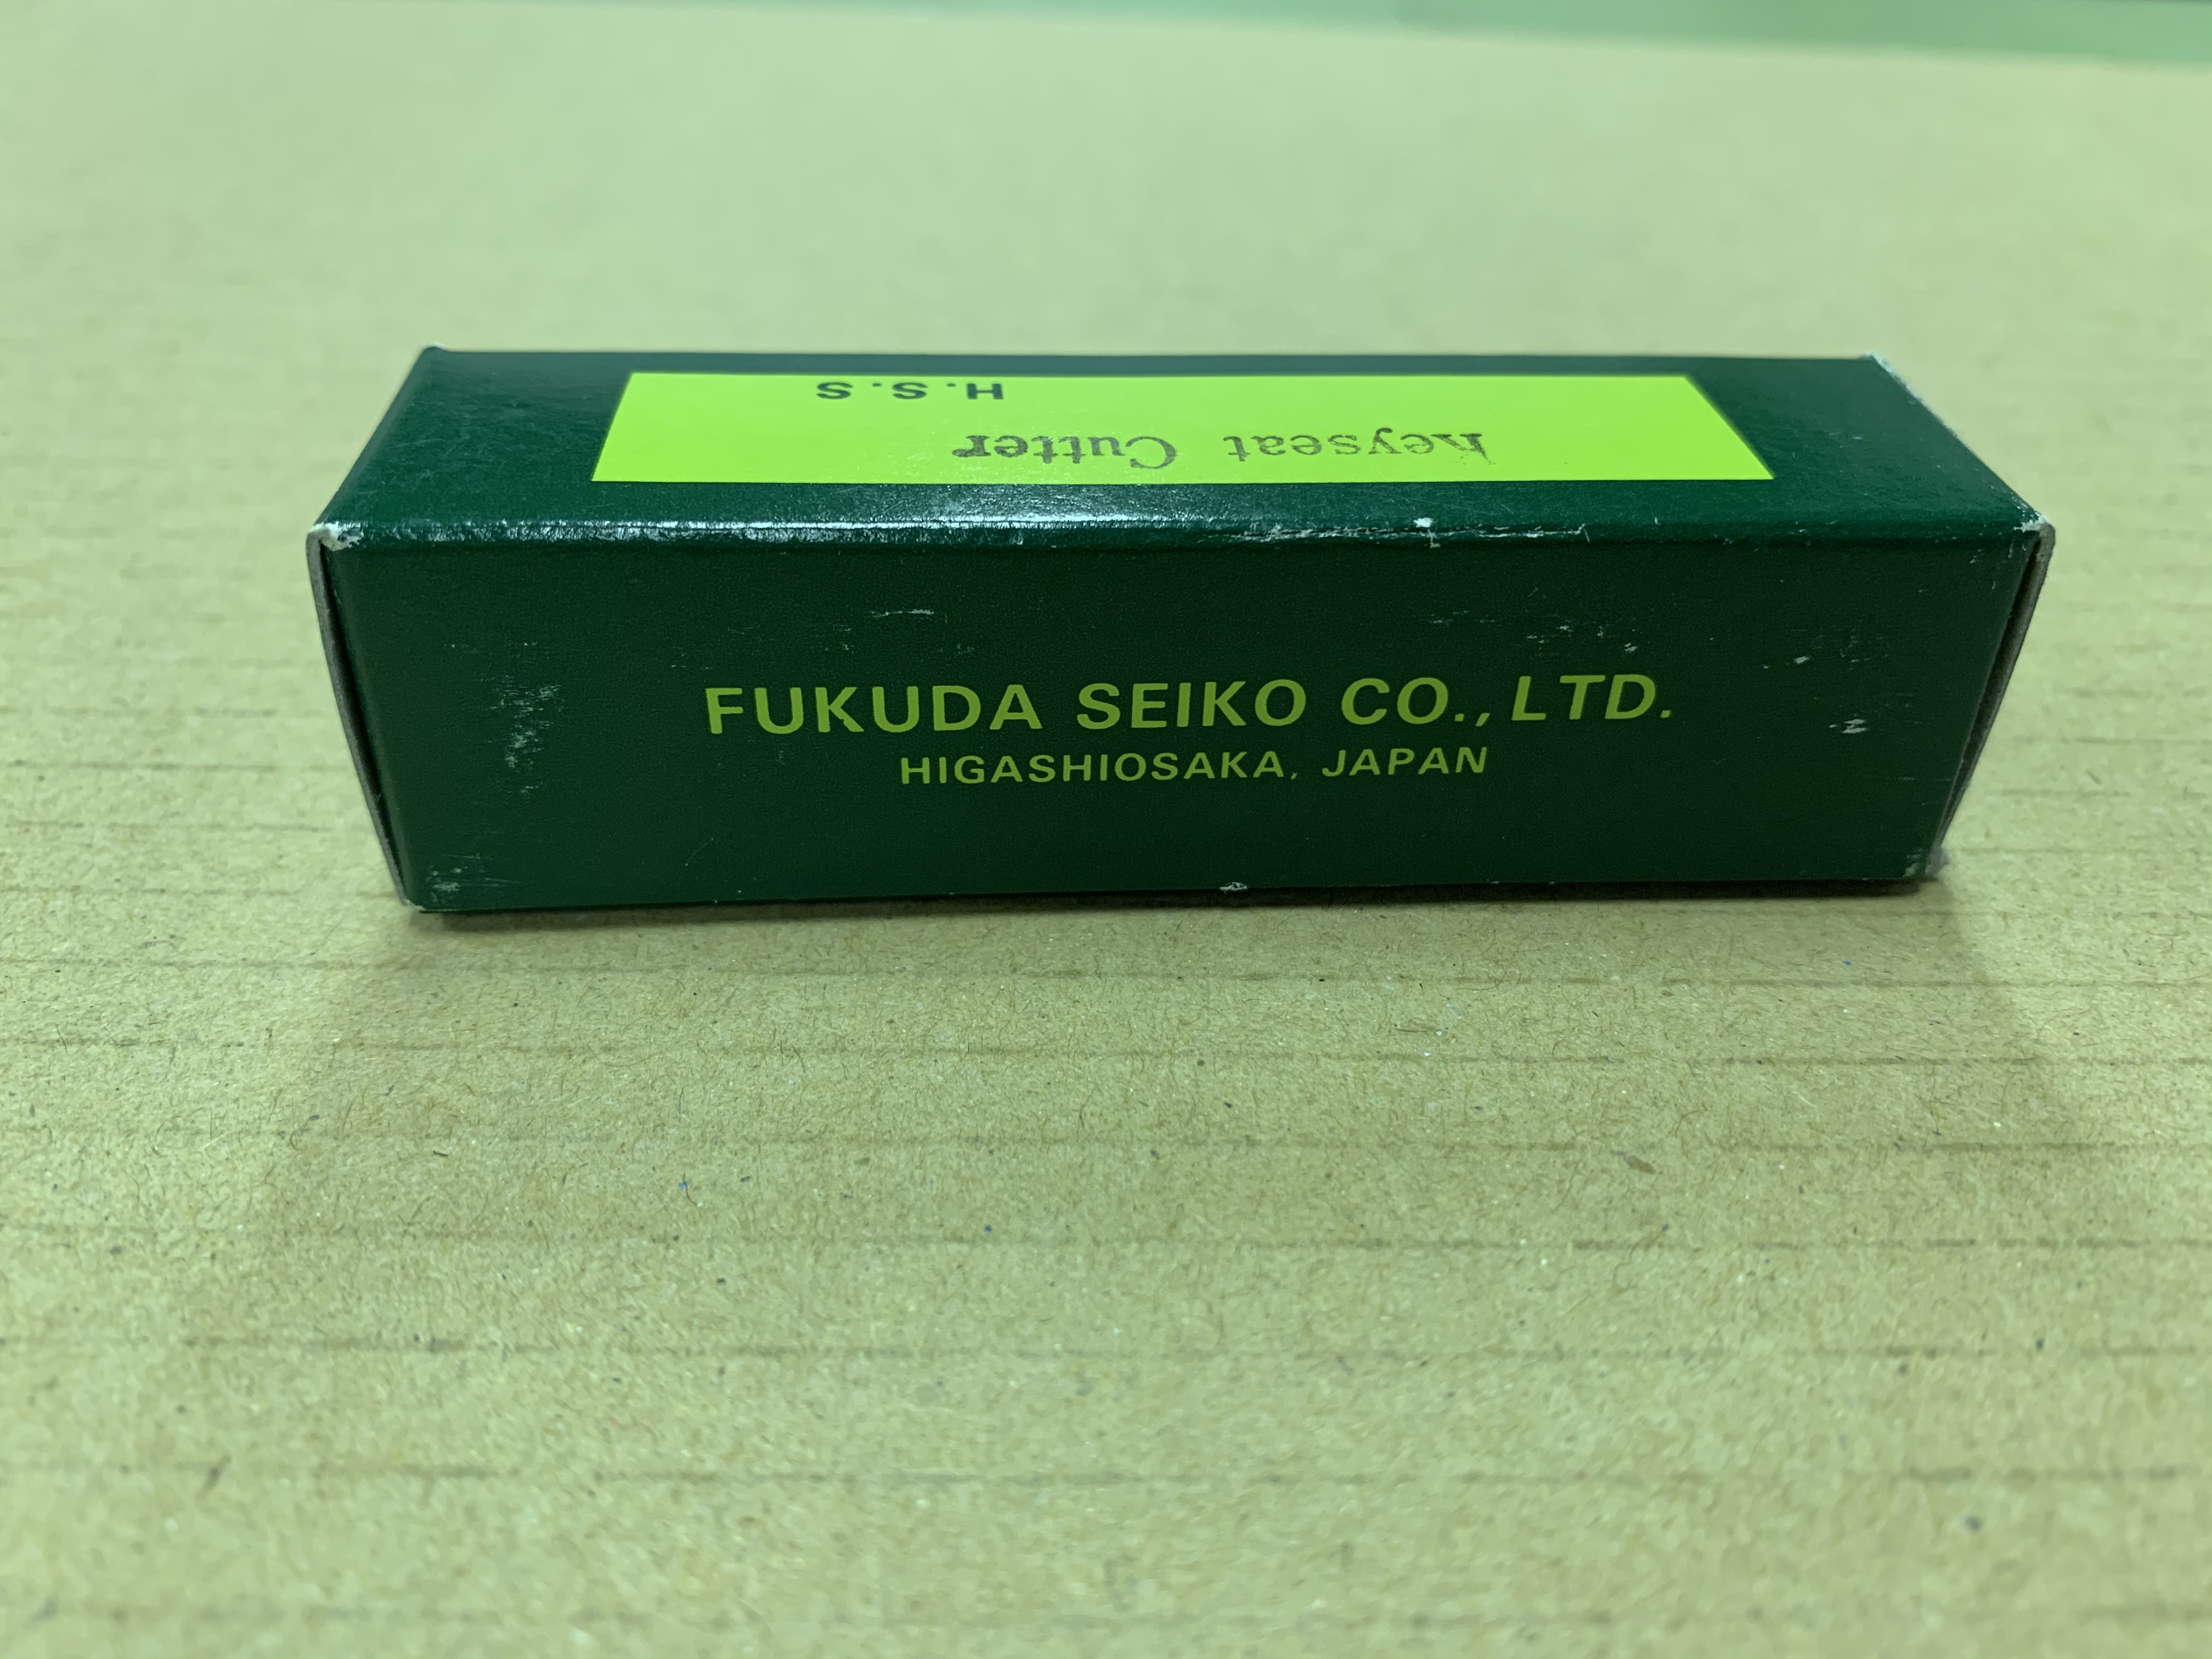 H.S.S
Keyseat Cutter
FUKUDA SEIKO CO., LTD.
HIGASHIOSAKA, JAPAN